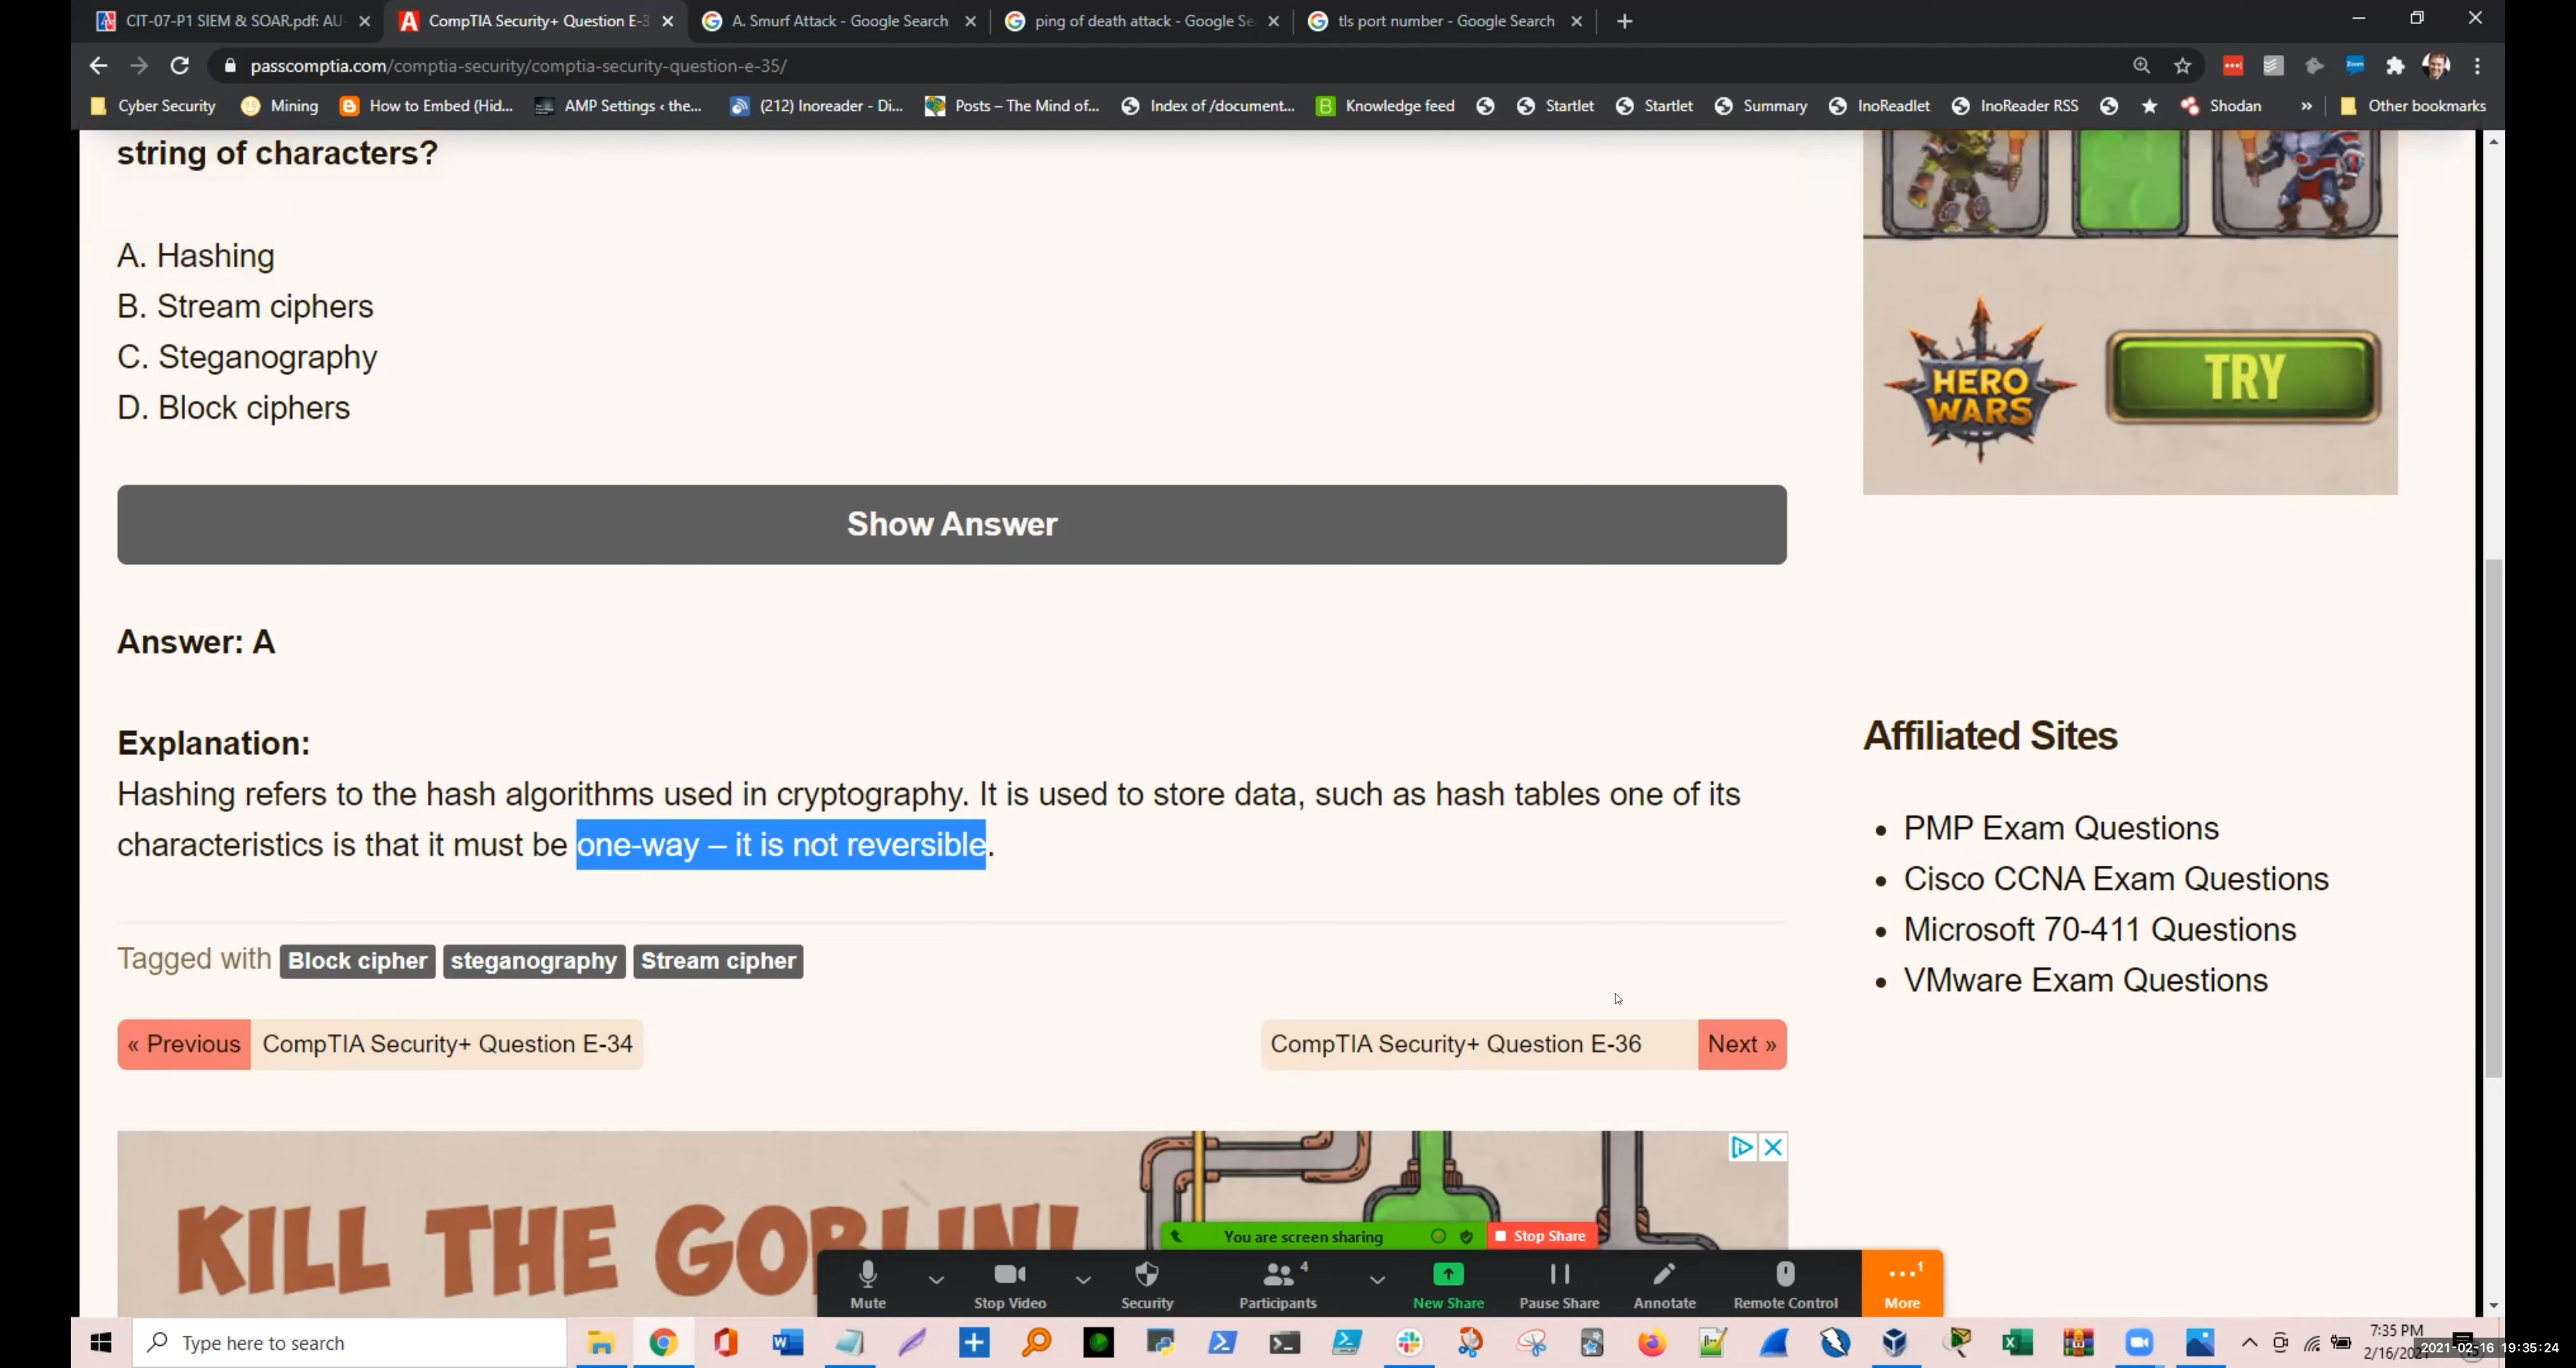 CIT-07-P1 SIEM & SOAR.pdf: AU-
CompTIA Security+ Question E-3
A. Smurf Attack - Google Search
ping of death attack - Google Se
tls port number - Google Search
passcomptia.com/comptia-security/comptia-security-question-e-35/
Cyber Security
Mining
How to Embed (Hid...
AMP Settings ‹ the...
(212) Inoreader - Di...
Posts – The Mind of...
Index of /document...
Knowledge feed
Startlet
Startlet
Summary
InoReadlet
InoReader RSS
Shodan
»
Other bookmarks
string of characters?
A. Hashing
B. Stream ciphers
C. Steganography
D. Block ciphers
Show Answer
Answer: A
Explanation:
Hashing refers to the hash algorithms used in cryptography. It is used to store data, such as hash tables one of its
characteristics is that it must be one-way – it is not reversible.
Tagged with Block cipher steganography Stream cipher
« Previous CompTIA Security+ Question E-34
CompTIA Security+ Question E-36 Next »
HERO
WARS
TRY
Affiliated Sites
• PMP Exam Questions
• Cisco CCNA Exam Questions
• Microsoft 70-411 Questions
• VMware Exam Questions
KILL THE GOBLIN!
You are screen sharing
Stop Share
Mute
Stop Video
Security
Participants 4
New Share
Pause Share
Annotate
Remote Control
More 1
Type here to search
7:35 PM
2/16/202
2021-02-16 19:35:24